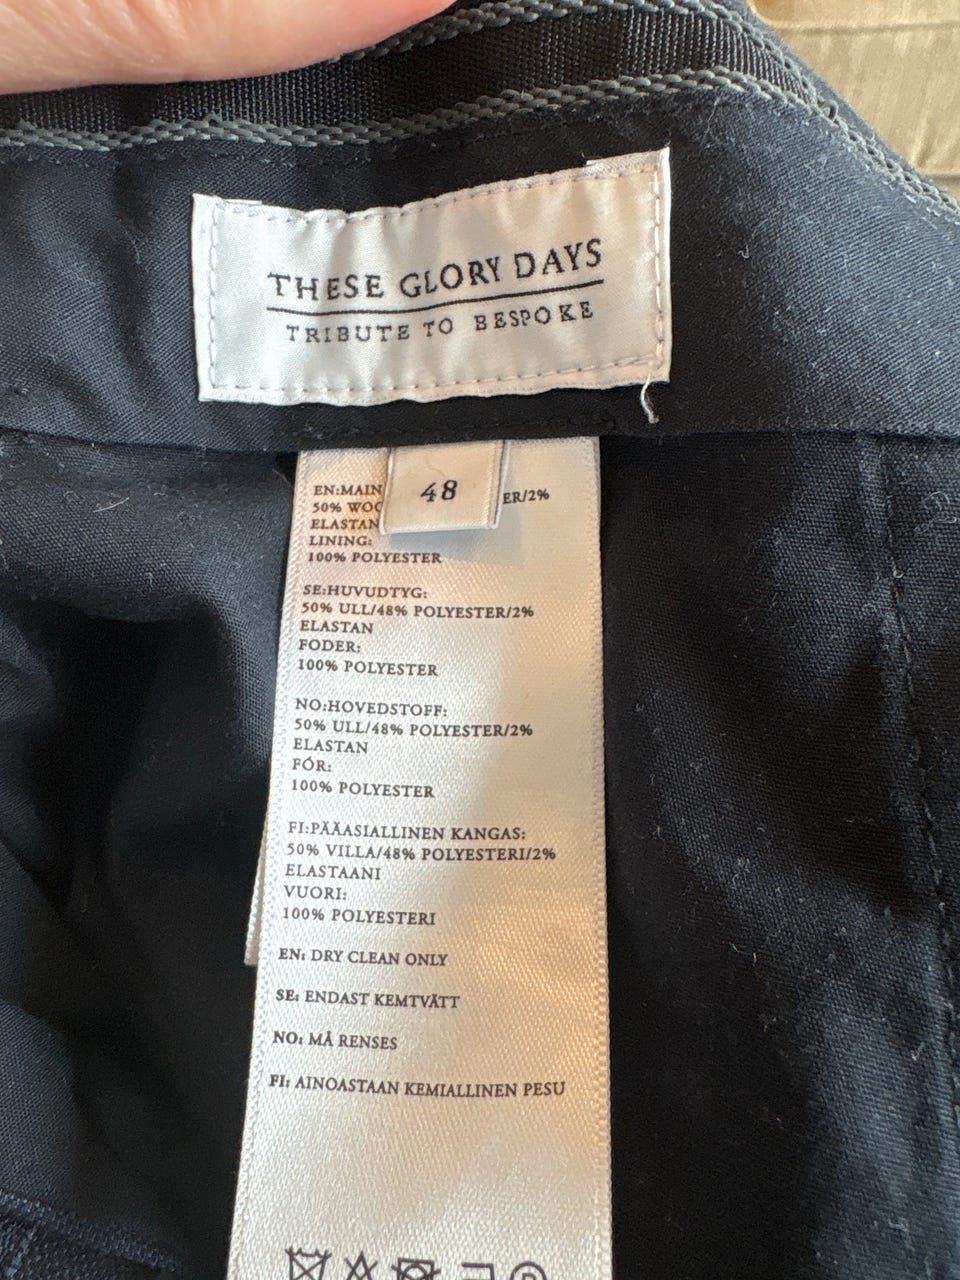 THESE GLORY DAYS
TRIBUTE TO BESPOKE
48
EN:MAIN ER/2%
50% WOO
ELASTAN
LINING:
100% POLYESTER
SE:HUVUDTYG:
50% ULL/48% POLYESTER/2%
ELASTAN
FODER:
100% POLYESTER
NO:HOVEDSTOFF:
50% ULL/48% POLYESTER/2%
ELASTAN
FÓR:
100% POLYESTER
FI:PÄÄASIALLINEN KANGAS:
50% VILLA/48% POLYESTERI/2%
ELASTAANI
VUORI:
100% POLYESTERI
EN: DRY CLEAN ONLY
SE: ENDAST KEMTVÄTT
NO: MÅ RENSES
FI: AINOASTAAN KEMIALLINEN PESU